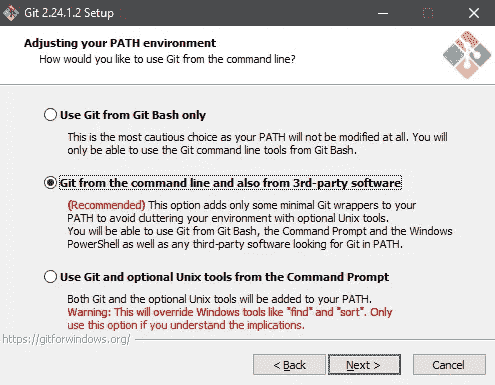 Git 2.24.1.2 Setup
Adjusting your PATH environment
How would you like to use Git from the command line?
Use Git from Git Bash only
This is the most cautious choice as your PATH will not be modified at all. You will
only be able to use the Git command line tools from Git Bash.
Git from the command line and also from 3rd-party software
(Recommended) This option adds only some minimal Git wrappers to your
PATH to avoid cluttering your environment with optional Unix tools.
You will be able to use Git from Git Bash, the Command Prompt and the Windows
PowerShell as well as any third-party software looking for Git in PATH.
Use Git and optional Unix tools from the Command Prompt
Both Git and the optional Unix tools will be added to your PATH.
Warning: This will override Windows tools like "find" and "sort". Only
use this option if you understand the implications.
https://gitforwindows.org/
< Back Next > Cancel